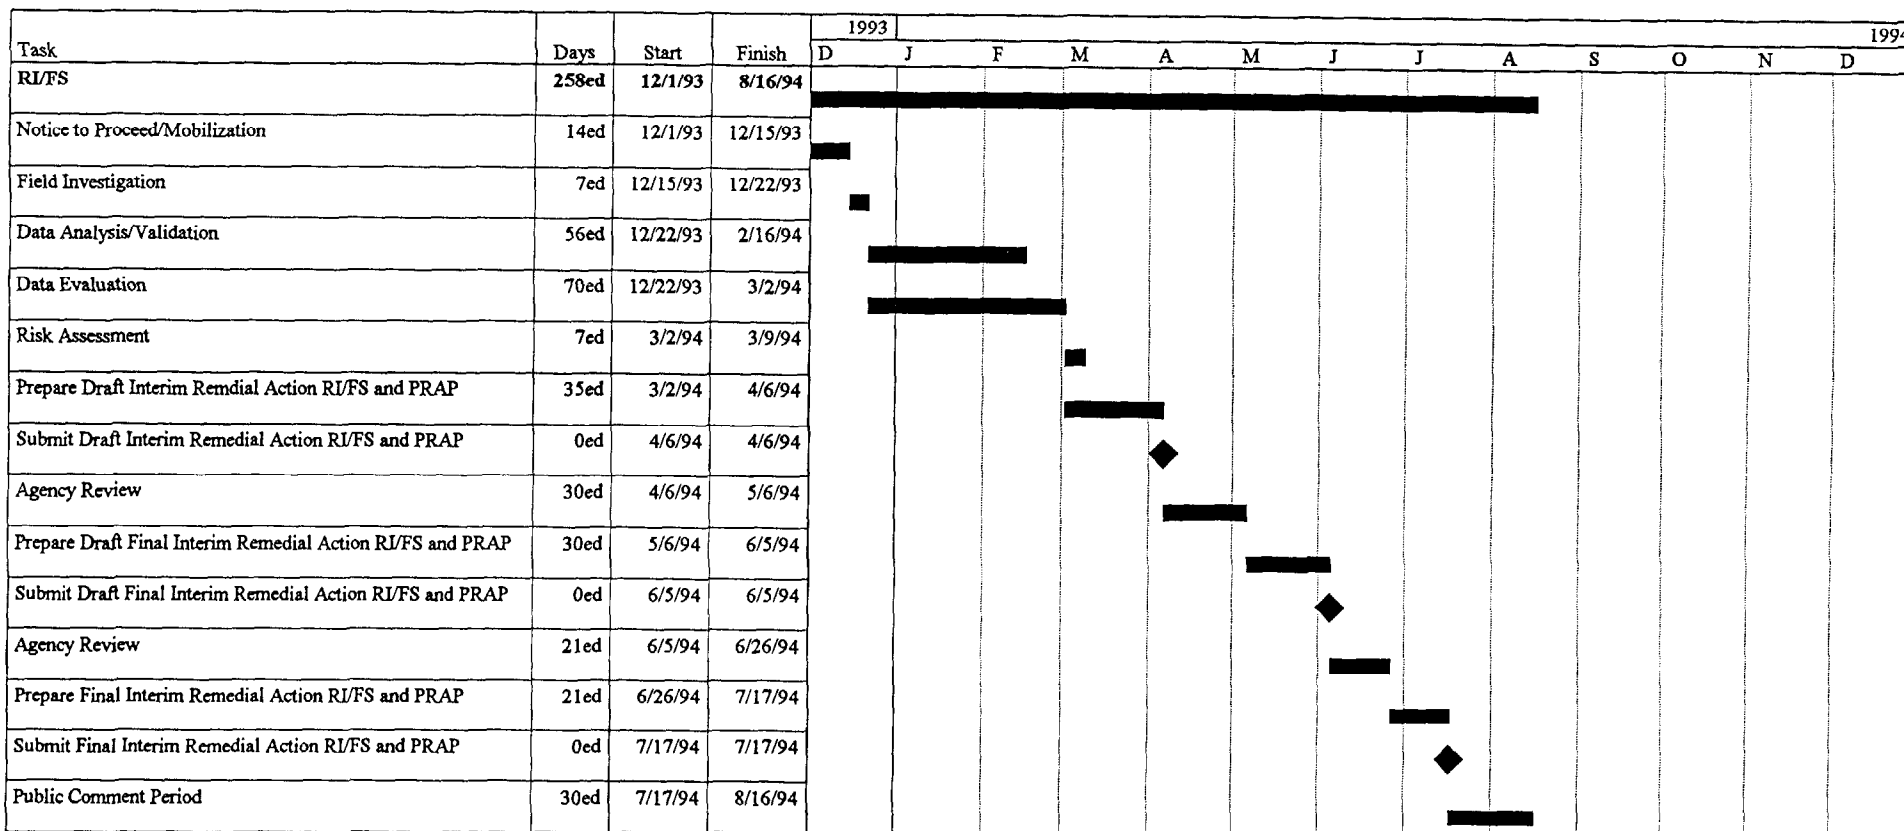 1993
1994
Task Days Start Finish D J F M A M J J A S O N D
RI/FS 258ed 12/1/93 8/16/94
Notice to Proceed/Mobilization 14ed 12/1/93 12/15/93
Field Investigation 7ed 12/15/93 12/22/93
Data Analysis/Validation 56ed 12/22/93 2/16/94
Data Evaluation 70ed 12/22/93 3/2/94
Risk Assessment 7ed 3/2/94 3/9/94
Prepare Draft Interim Remdial Action RI/FS and PRAP 35ed 3/2/94 4/6/94
Submit Draft Interim Remedial Action RI/FS and PRAP 0ed 4/6/94 4/6/94
Agency Review 30ed 4/6/94 5/6/94
Prepare Draft Final Interim Remedial Action RI/FS and PRAP 30ed 5/6/94 6/5/94
Submit Draft Final Interim Remedial Action RI/FS and PRAP 0ed 6/5/94 6/5/94
Agency Review 21ed 6/5/94 6/26/94
Prepare Final Interim Remedial Action RI/FS and PRAP 21ed 6/26/94 7/17/94
Submit Final Interim Remedial Action RI/FS and PRAP 0ed 7/17/94 7/17/94
Public Comment Period 30ed 7/17/94 8/16/94